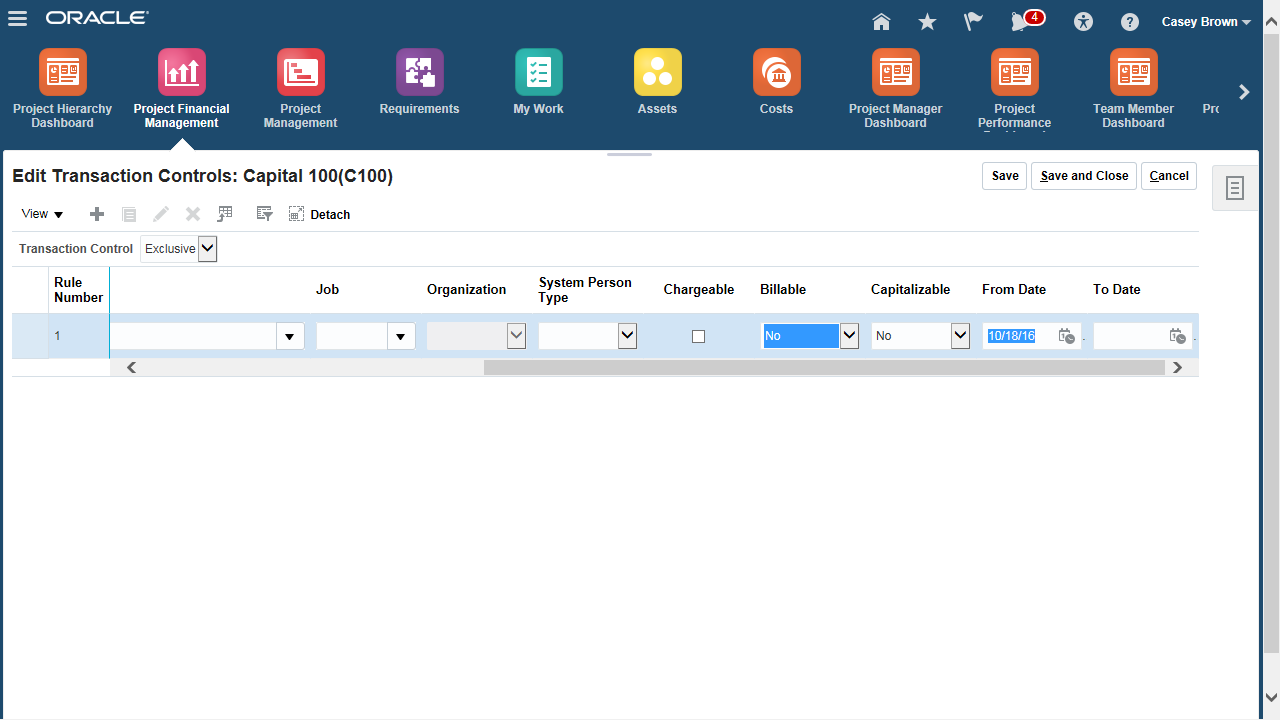 ORACLE
4
Casey Brown
Project Hierarchy
Dashboard
Project Financial
Management
Project
Management
Requirements
My Work
Assets
Costs
Project Manager
Dashboard
Project
Performance
Team Member
Dashboard
Pro
Edit Transaction Controls: Capital 100(C100)
Save
Save and Close
Cancel
View
Detach
Transaction Control
Exclusive
Rule
Number
Job
Organization
System Person
Type
Chargeable
Billable
Capitalizable
From Date
To Date
1
No
No
10/18/16